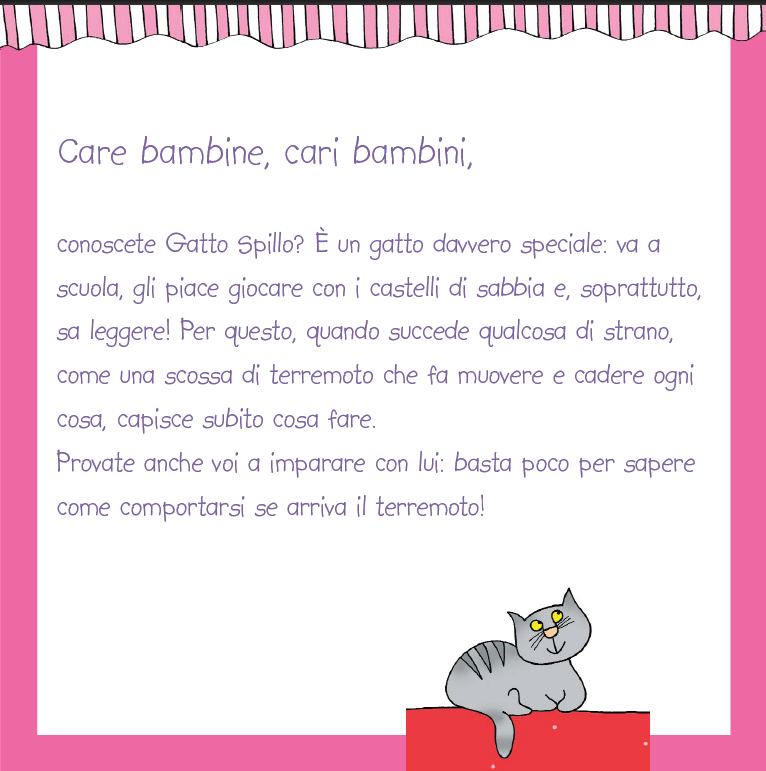 Care bambine, cari bambini,
conoscete Gatto Spillo? È un gatto davvero speciale: va a
scuola, gli piace giocare con i castelli di sabbia e, soprattutto,
sa leggere! Per questo, quando succede qualcosa di strano,
come una scossa di terremoto che fa muovere e cadere ogni
cosa, capisce subito cosa fare.
Provate anche voi a imparare con lui: basta poco per sapere
come comportarsi se arriva il terremoto!